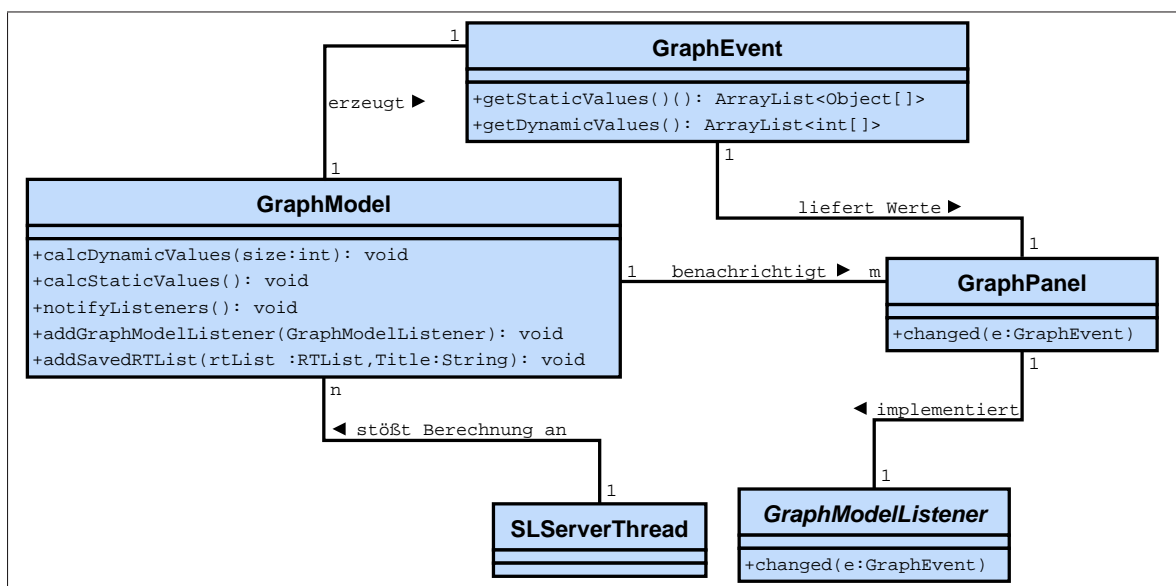 1
GraphEvent
+getStaticValues()(): ArrayList<Object[]>
+getDynamicValues(): ArrayList<int[]>
erzeugt ►
1
1
GraphModel
+calcDynamicValues(size:int): void
+calcStaticValues(): void
+notifyListeners(): void
+addGraphModelListener(GraphModelListener): void
+addSavedRTList(rtList :RTList,Title:String): void
liefert Werte ►
1
1 benachrichtigt ► m
GraphPanel
+changed(e:GraphEvent)
n
1
◄ implementiert
◄ stößt Berechnung an
1
1
SLServerThread
GraphModelListener
+changed(e:GraphEvent)